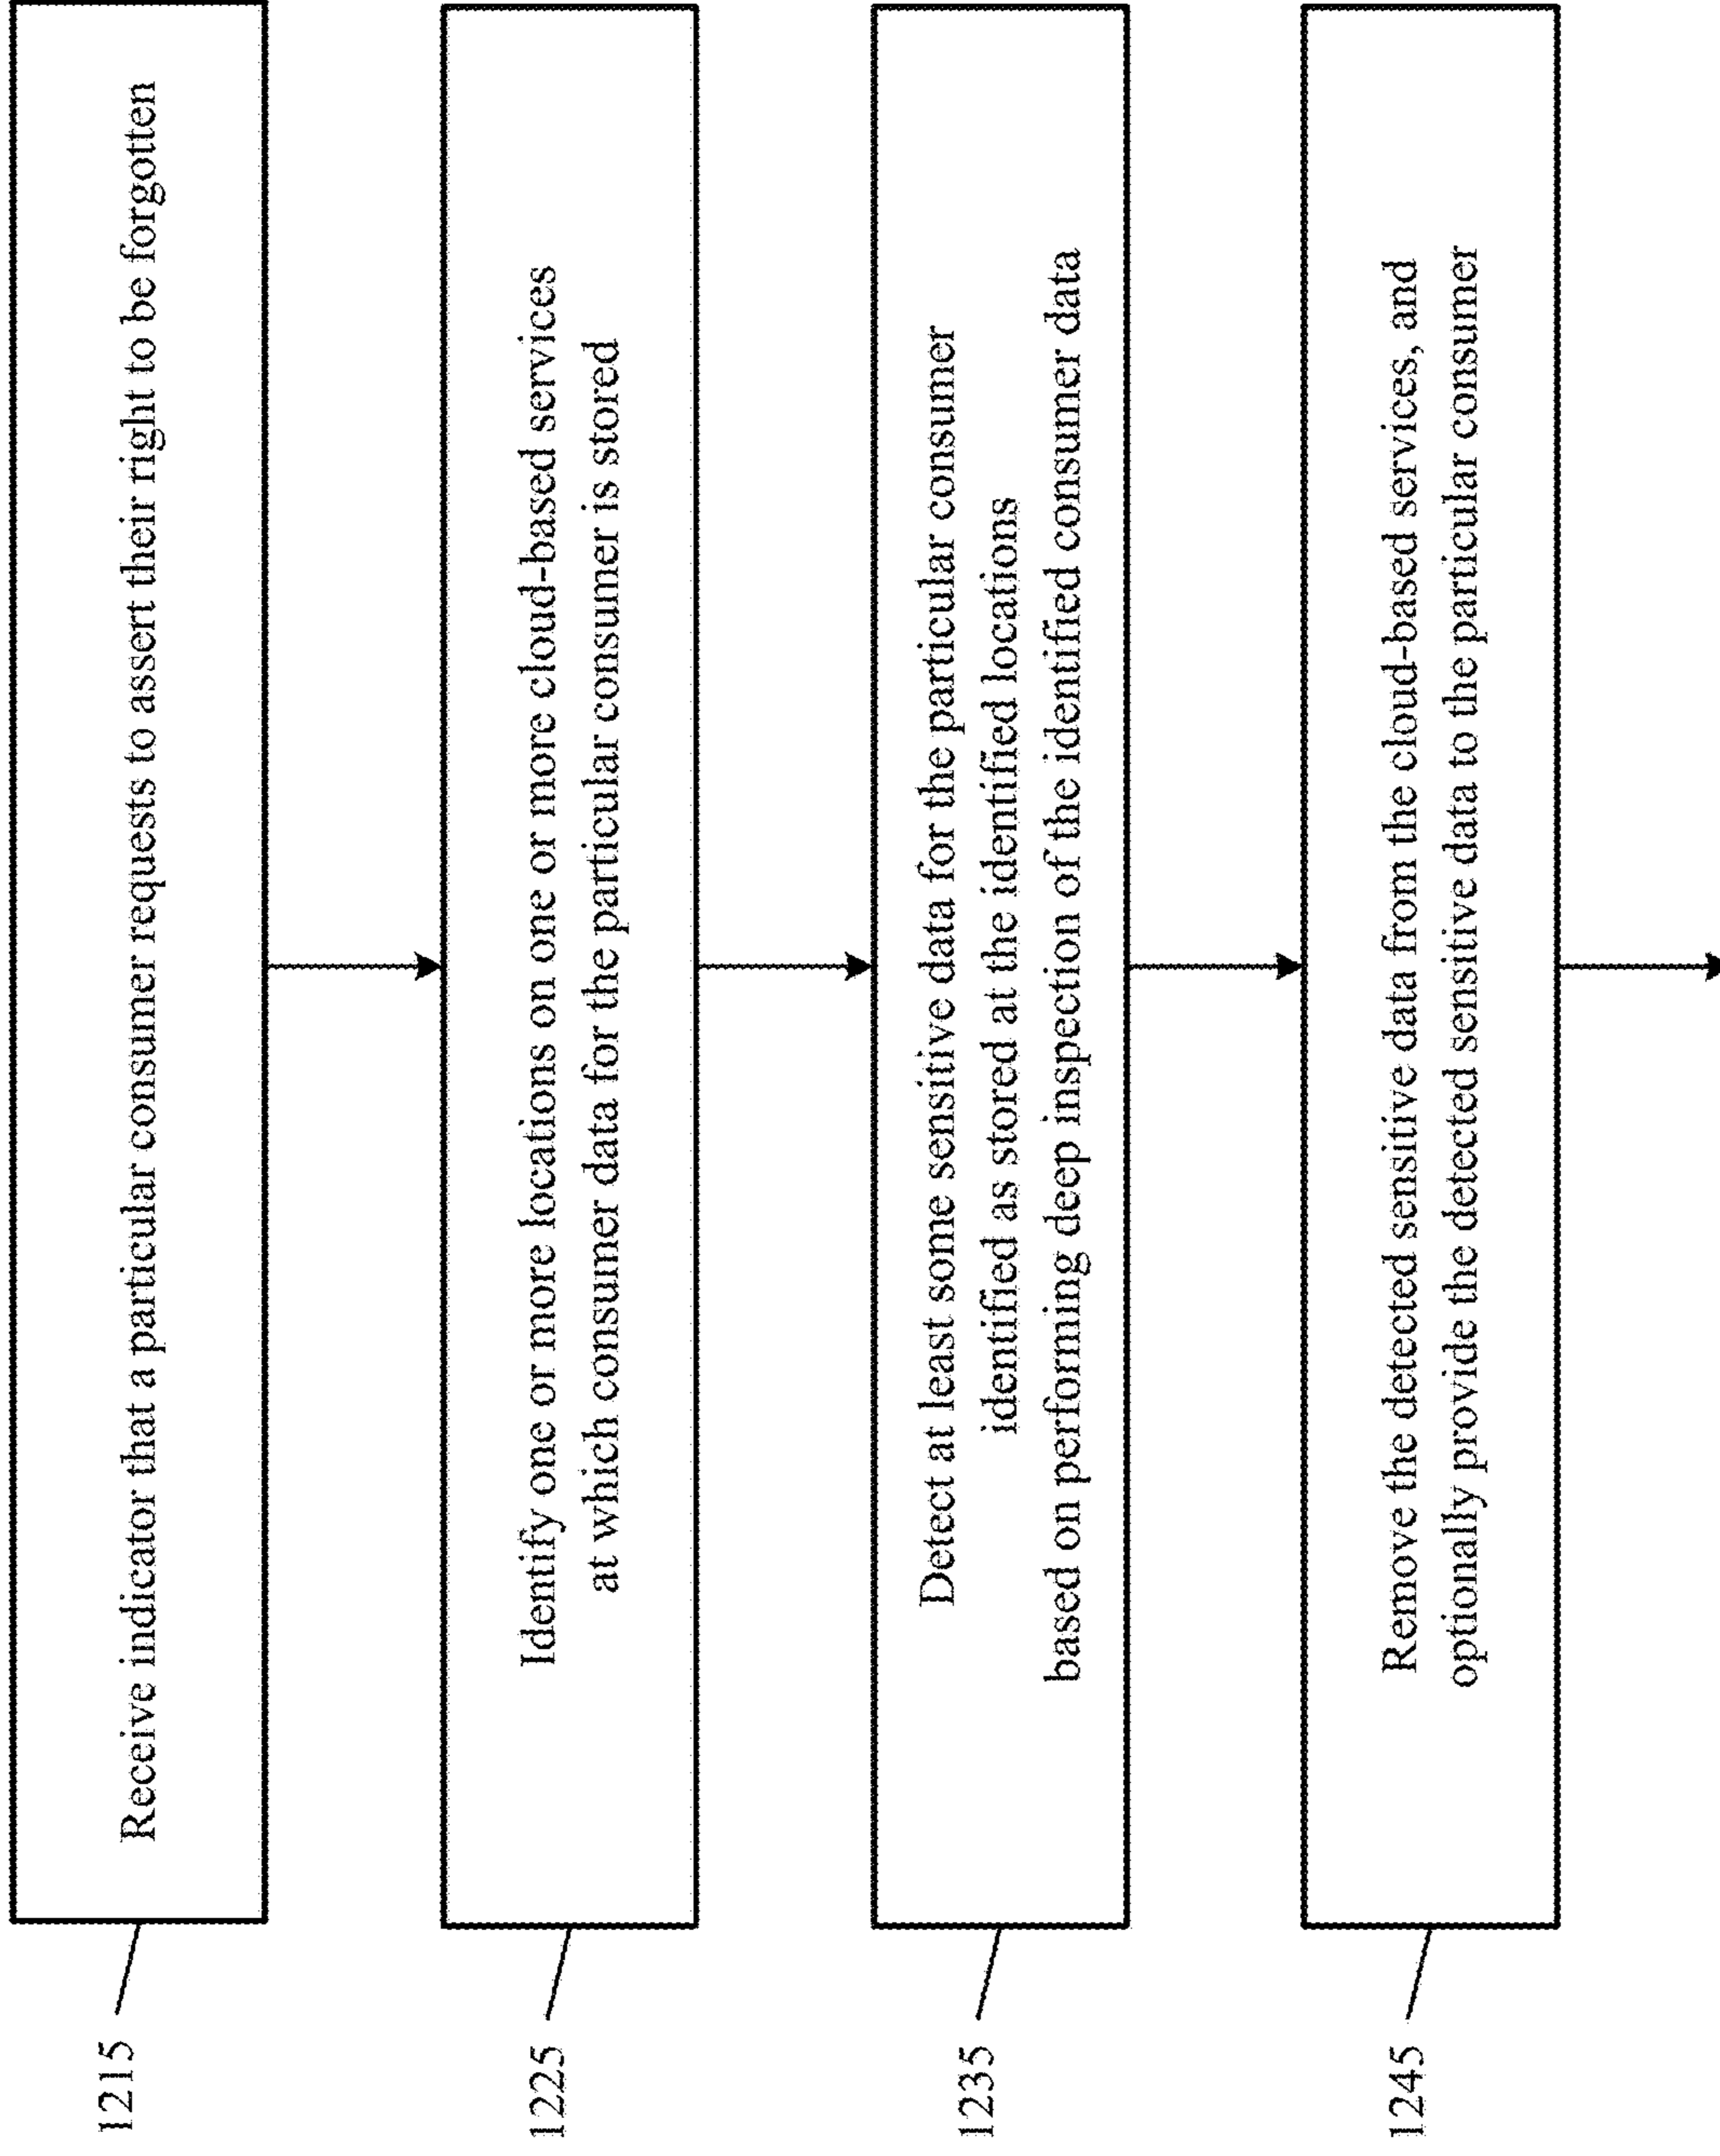 1215
Receive indicator that a particular consumer requests to assert their right to be forgotten
1225
Identify one or more locations on one or more cloud-based services
at which consumer data for the particular consumer is stored
1235
Detect at least some sensitive data for the particular consumer
identified as stored at the identified locations
based on performing deep inspection of the identified consumer data
1245
Remove the detected sensitive data from the cloud-based services, and
optionally provide the detected sensitive data to the particular consumer